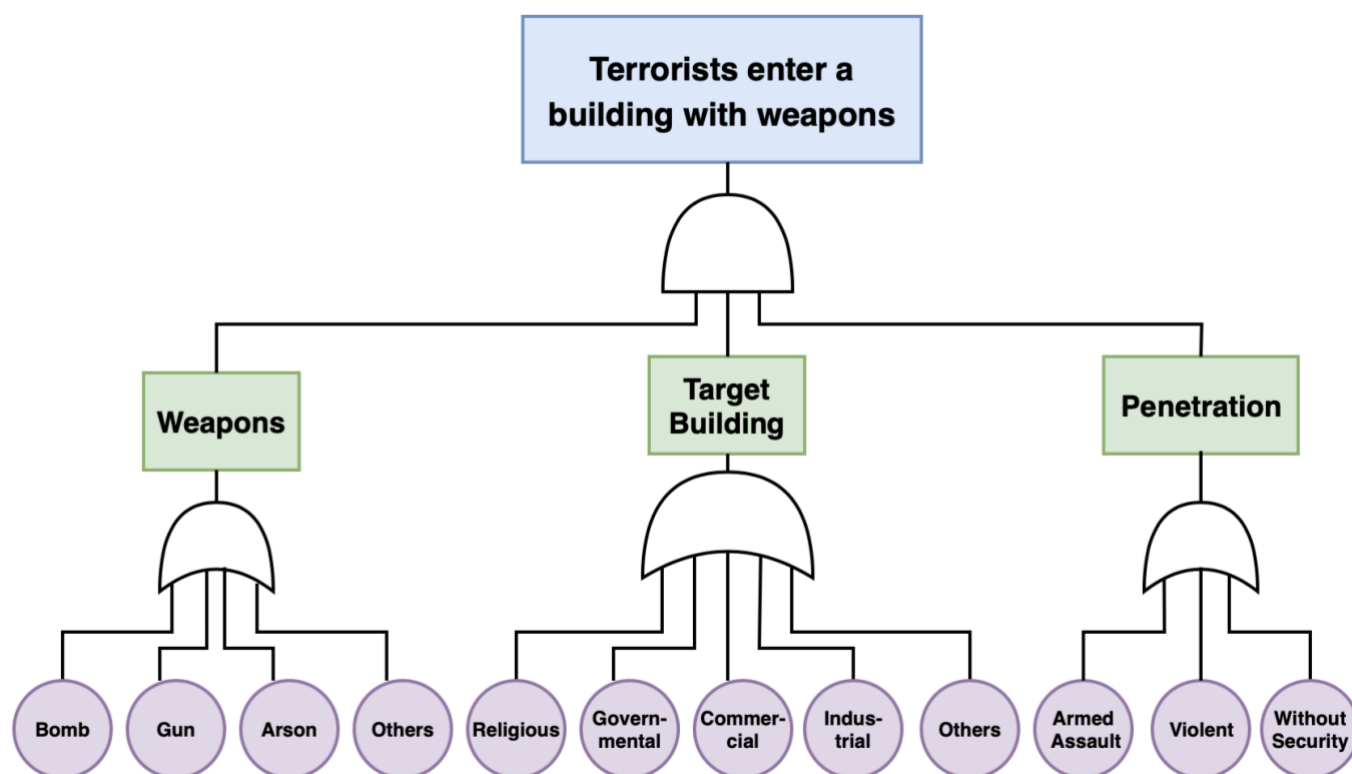 Terrorists enter a
building with weapons
Weapons
Target
Building
Penetration
Bomb
Gun
Arson
Others
Religious
Govern-
mental
Commer-
cial
Indus-
trial
Others
Armed
Assault
Violent
Without
Security